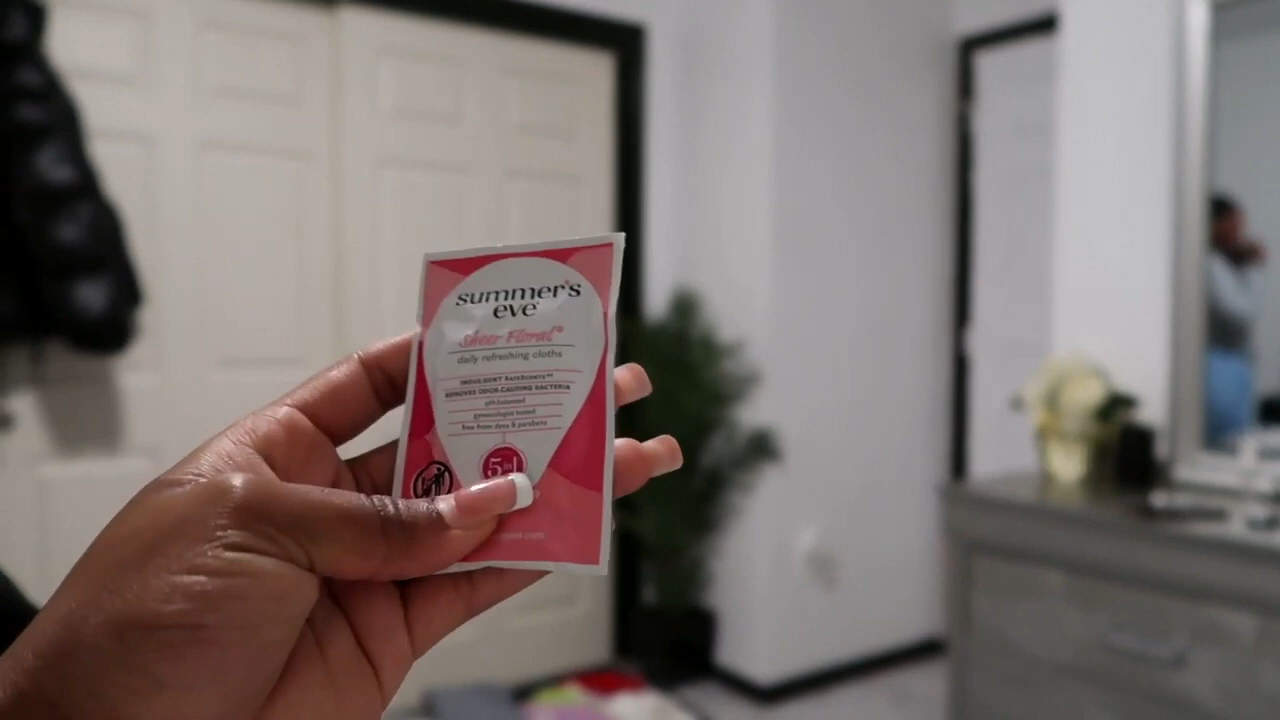 summer's
eve
Sheer Floral®
daily refreshing cloths
INDULGENT RareScents™
REMOVES ODOR-CAUSING BACTERIA
pH-balanced
gynecologist tested
free from dyes & parabens
5 in 1